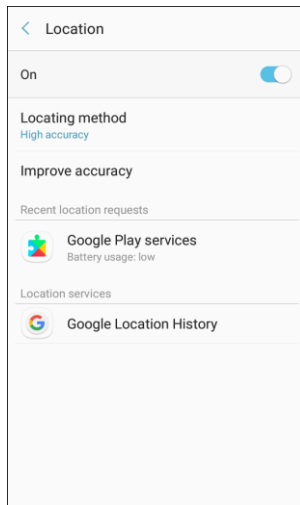 Location
On
Locating method
High accuracy
Improve accuracy
Recent location requests
Google Play services
Battery usage: low
Location services
Google Location History